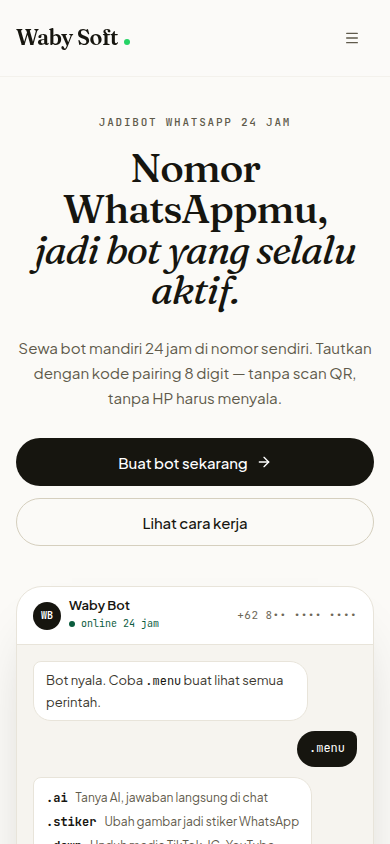 Waby Soft
JADIBOT WHATSAPP 24 JAM
Nomor
WhatsAppmu,
jadi bot yang selalu
aktif.
Sewa bot mandiri 24 jam di nomor sendiri. Tautkan
dengan kode pairing 8 digit — tanpa scan QR,
tanpa HP harus menyala.
Buat bot sekarang →
Lihat cara kerja
WB
Waby Bot
online 24 jam
+62 8•• •••• ••••
Bot nyala. Coba .menu buat lihat semua
perintah.
.menu
.ai Tanya AI, jawaban langsung di chat
.stiker Ubah gambar jadi stiker WhatsApp